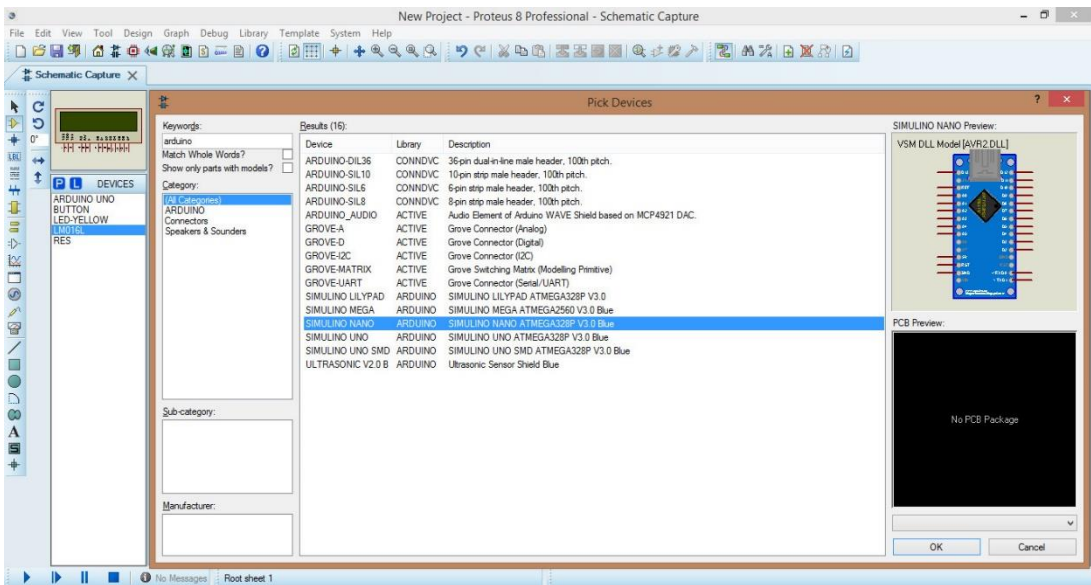 New Project - Proteus 8 Professional - Schematic Capture
File Edit View Tool Design Graph Debug Library Template System Help
Schematic Capture
Pick Devices
Keywords:
arduino
Match Whole Words?
Show only parts with models?
Category:
(All Categories)
ARDUINO
Connectors
Speakers & Sounders
Sub-category:
Manufacturer:
Results (16):
Device Library Description
ARDUINO-DIL36 CONNDVC 36-pin dual-in-line male header, 100th pitch.
ARDUINO-SIL10 CONNDVC 10-pin strip male header, 100th pitch.
ARDUINO-SIL6 CONNDVC 6-pin strip male header, 100th pitch.
ARDUINO-SIL8 CONNDVC 8-pin strip male header, 100th pitch.
ARDUINO_AUDIO ACTIVE Audio Element of Arduino WAVE Shield based on MCP4921 DAC.
GROVE-A ACTIVE Grove Connector (Analog)
GROVE-D ACTIVE Grove Connector (Digital)
GROVE-I2C ACTIVE Grove Connector (I2C)
GROVE-MATRIX ACTIVE Grove Switching Matrix (Modelling Primitive)
GROVE-UART ACTIVE Grove Connector (Serial/UART)
SIMULINO LILYPAD ARDUINO SIMULINO LILYPAD ATMEGA328P V3.0
SIMULINO MEGA ARDUINO SIMULINO MEGA ATMEGA2560 V3.0 Blue
SIMULINO NANO ARDUINO SIMULINO NANO ATMEGA328P V3.0 Blue
SIMULINO UNO ARDUINO SIMULINO UNO ATMEGA328P V3.0 Blue
SIMULINO UNO SMD ARDUINO SIMULINO UNO SMD ATMEGA328P V3.0 Blue
ULTRASONIC V2.0 B ARDUINO Ultrasonic Sensor Shield Blue
SIMULINO NANO Preview:
VSM DLL Model [AVR2.DLL]
PCB Preview:
No PCB Package
OK Cancel
0°
P L DEVICES
ARDUINO UNO
BUTTON
LED-YELLOW
LM016L
RES
LBL
A
No Messages Root sheet 1